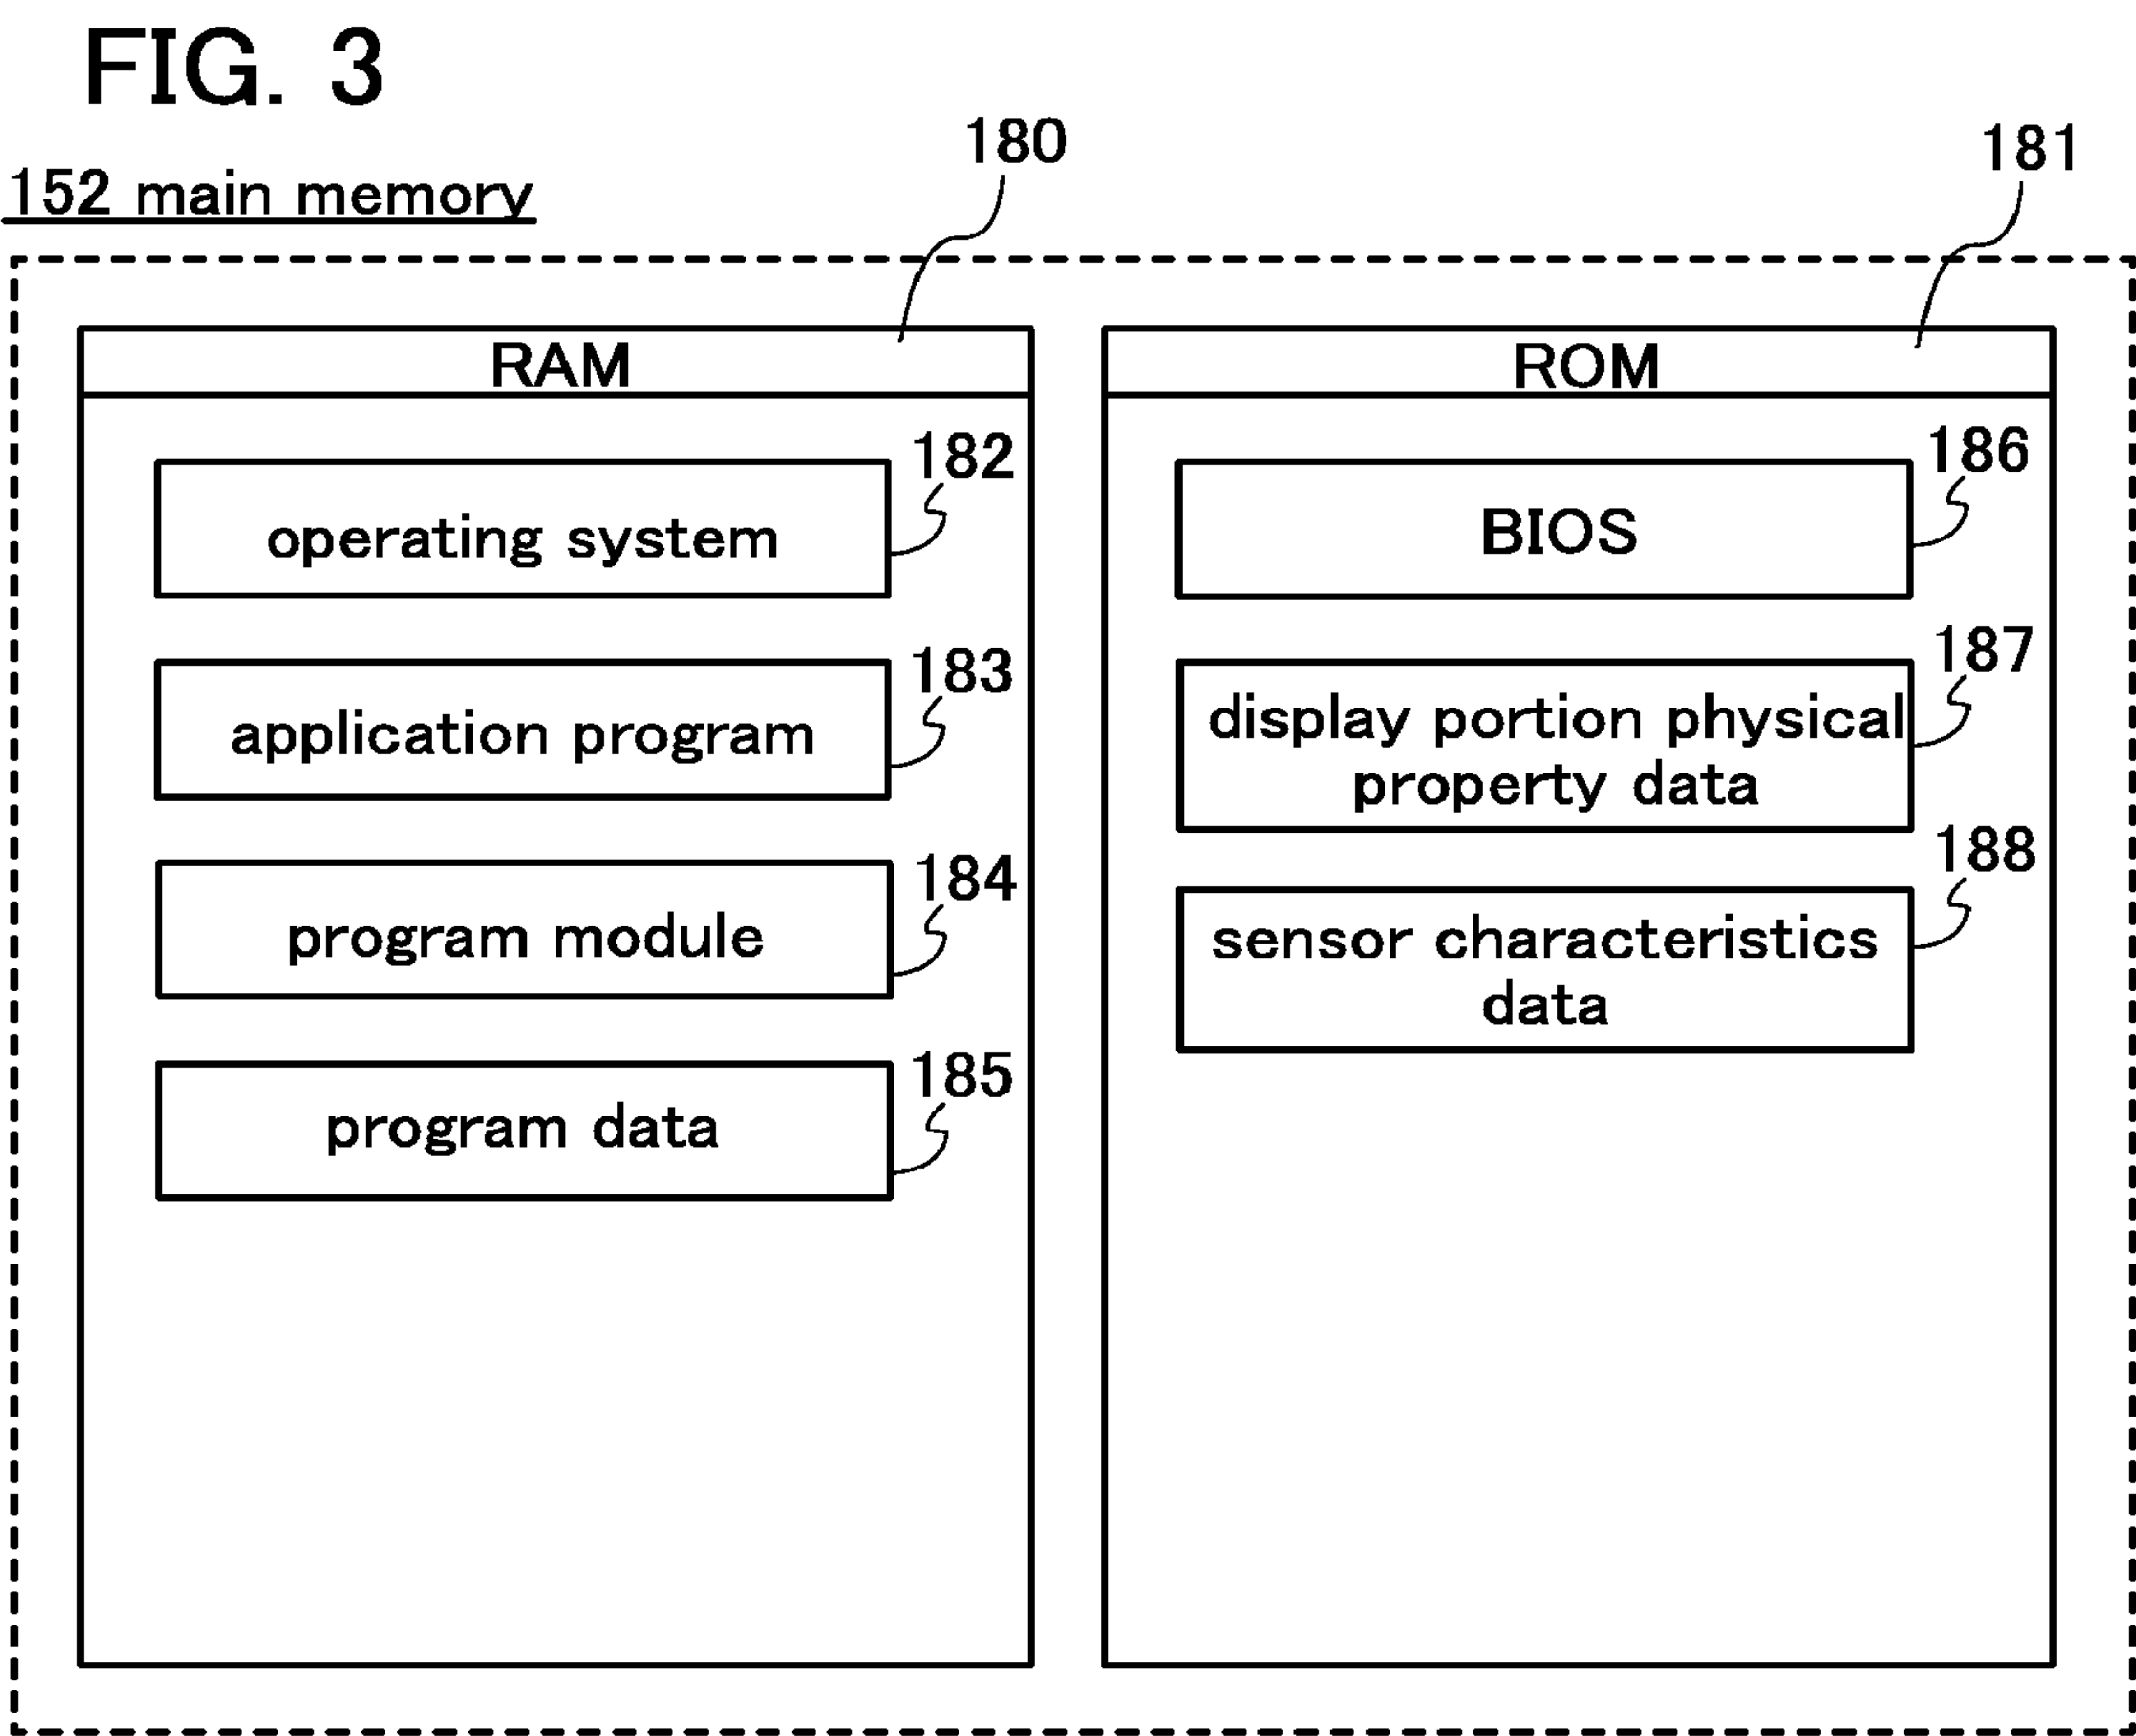 FIG. 3
152 main memory
180
181
RAM
182
operating system
183
application program
184
program module
185
program data
ROM
186
BIOS
187
display portion physical
property data
188
sensor characteristics
data